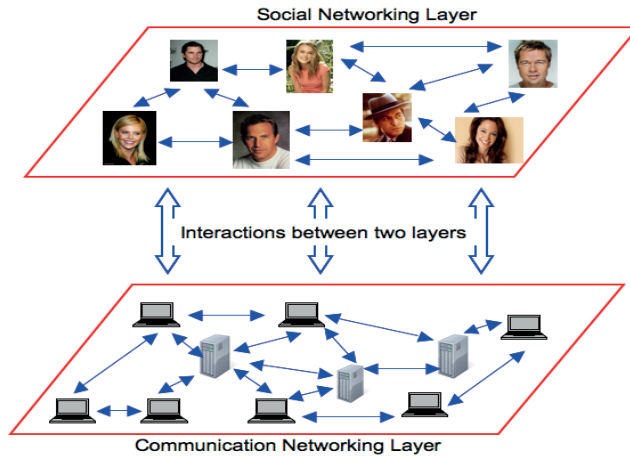 Social Networking Layer
Interactions between two layers
Communication Networking Layer